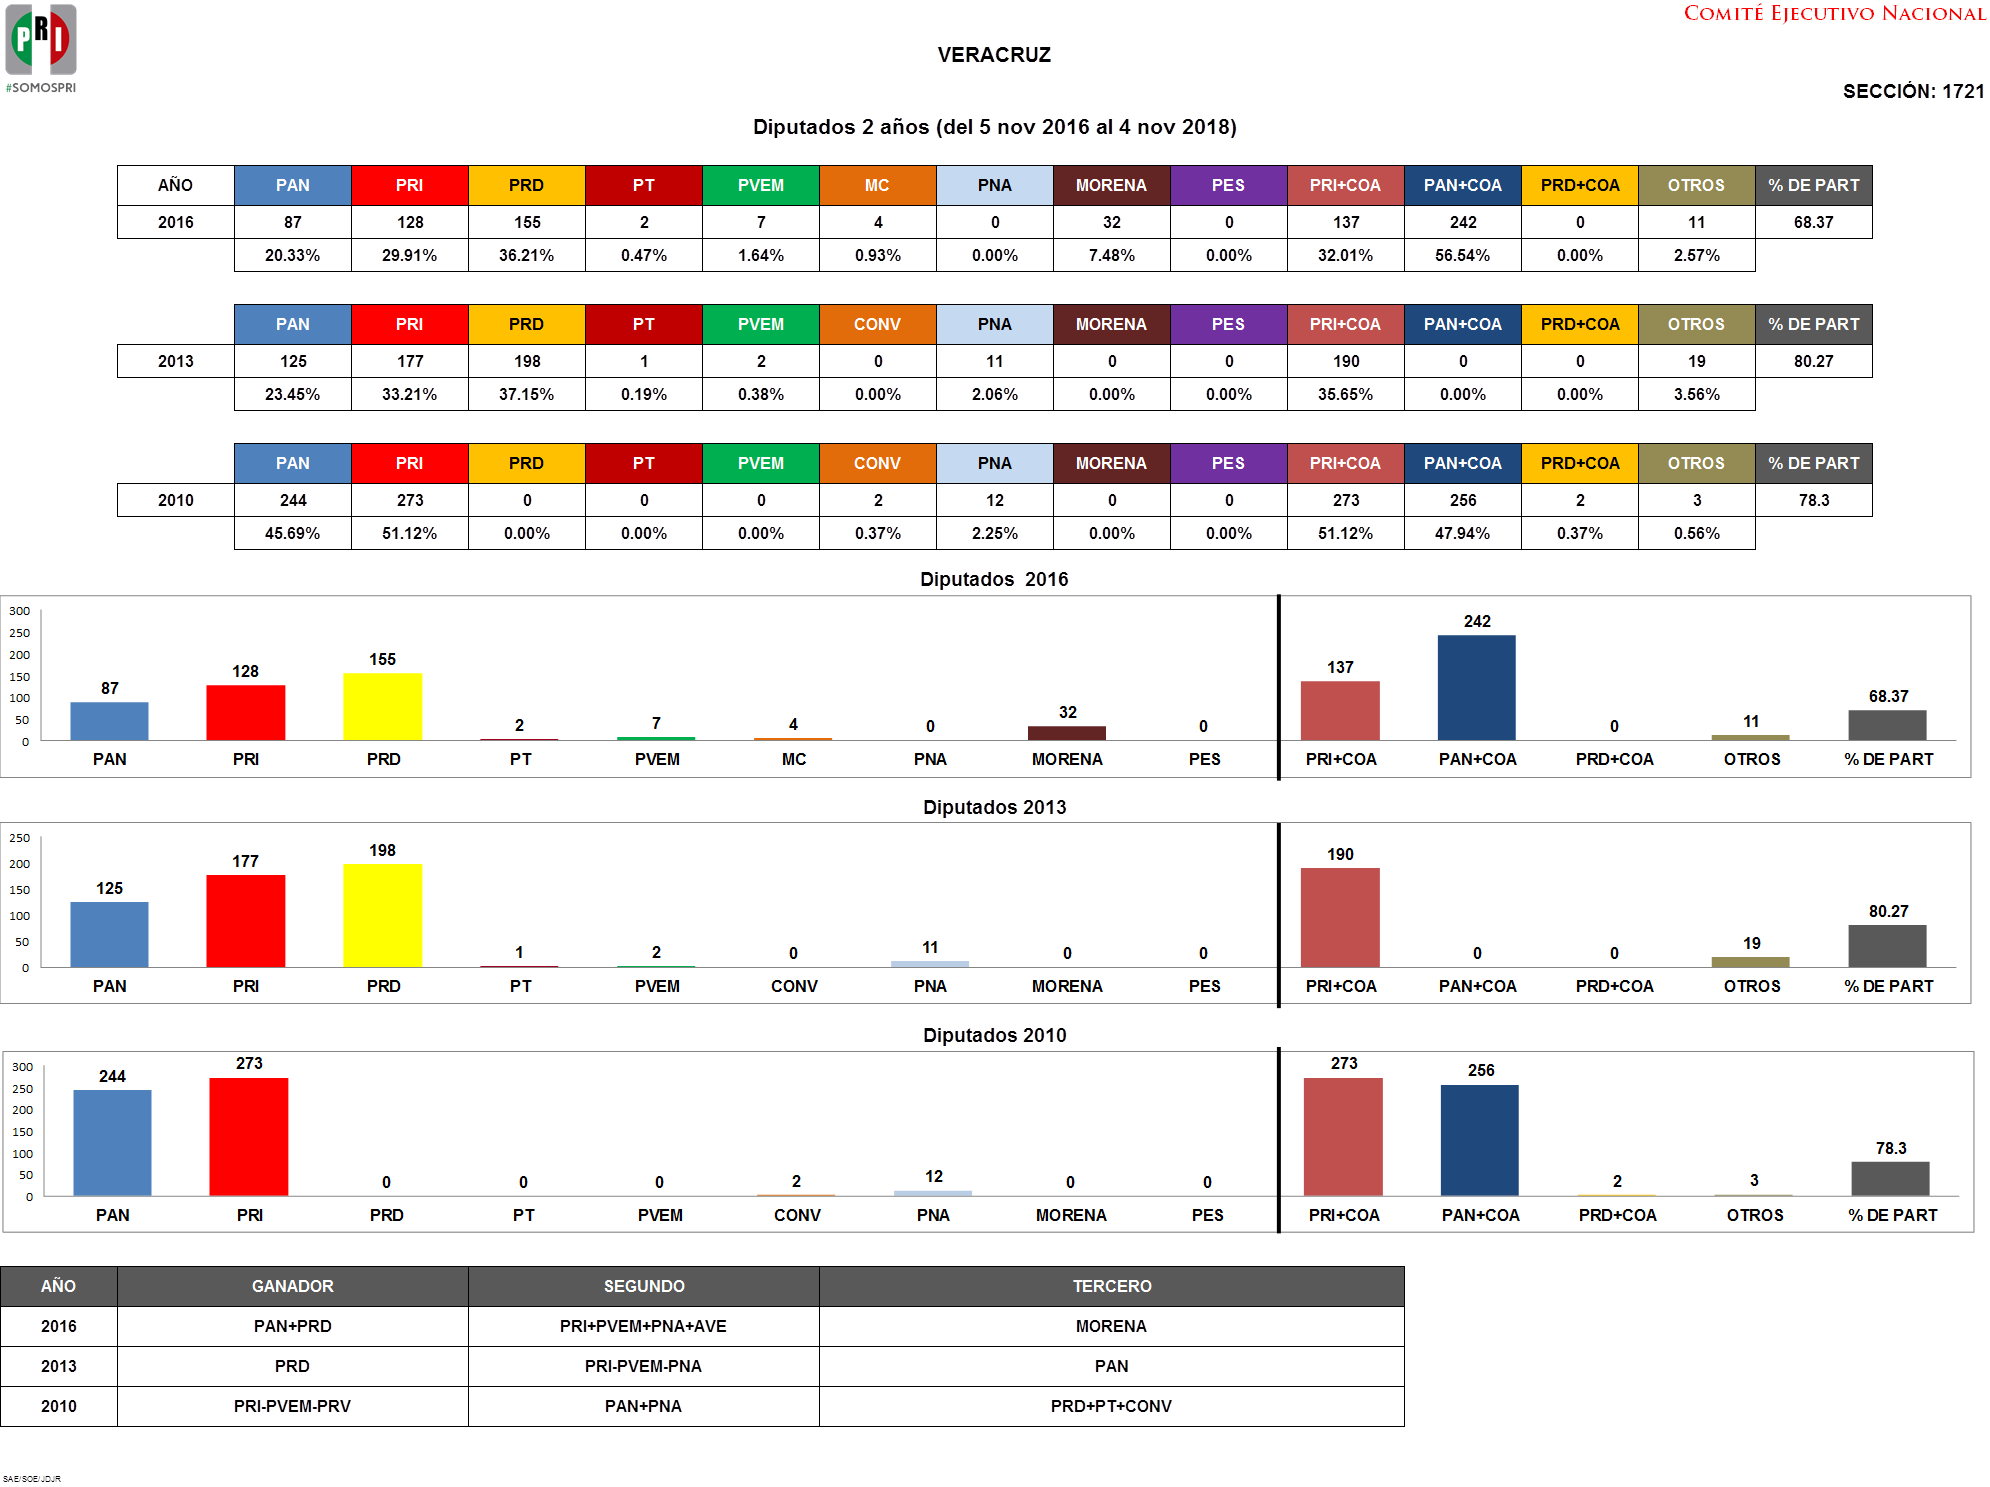 PRI
#SOMOSPRI
COMITÉ EJECUTIVO NACIONAL
VERACRUZ
SECCIÓN: 1721
Diputados 2 años (del 5 nov 2016 al 4 nov 2018)
AÑO PAN PRI PRD PT PVEM MC PNA MORENA PES PRI+COA PAN+COA PRD+COA OTROS % DE PART
2016 87 128 155 2 7 4 0 32 0 137 242 0 11 68.37
20.33% 29.91% 36.21% 0.47% 1.64% 0.93% 0.00% 7.48% 0.00% 32.01% 56.54% 0.00% 2.57%
PAN PRI PRD PT PVEM CONV PNA MORENA PES PRI+COA PAN+COA PRD+COA OTROS % DE PART
2013 125 177 198 1 2 0 11 0 0 190 0 0 19 80.27
23.45% 33.21% 37.15% 0.19% 0.38% 0.00% 2.06% 0.00% 0.00% 35.65% 0.00% 0.00% 3.56%
PAN PRI PRD PT PVEM CONV PNA MORENA PES PRI+COA PAN+COA PRD+COA OTROS % DE PART
2010 244 273 0 0 0 2 12 0 0 273 256 2 3 78.3
45.69% 51.12% 0.00% 0.00% 0.00% 0.37% 2.25% 0.00% 0.00% 51.12% 47.94% 0.37% 0.56%
Diputados 2016
300
250
200
150
100
50
0
87 128 155 2 7 4 0 32 0 137 242 0 11 68.37
PAN PRI PRD PT PVEM MC PNA MORENA PES PRI+COA PAN+COA PRD+COA OTROS % DE PART
Diputados 2013
250
200
150
100
50
0
125 177 198 1 2 0 11 0 0 190 0 0 19 80.27
PAN PRI PRD PT PVEM CONV PNA MORENA PES PRI+COA PAN+COA PRD+COA OTROS % DE PART
Diputados 2010
300
250
200
150
100
50
0
244 273 0 0 0 2 12 0 0 273 256 2 3 78.3
PAN PRI PRD PT PVEM CONV PNA MORENA PES PRI+COA PAN+COA PRD+COA OTROS % DE PART
AÑO GANADOR SEGUNDO TERCERO
2016 PAN+PRD PRI+PVEM+PNA+AVE MORENA
2013 PRD PRI-PVEM-PNA PAN
2010 PRI-PVEM-PRV PAN+PNA PRD+PT+CONV
SAE/SOE/JDJR